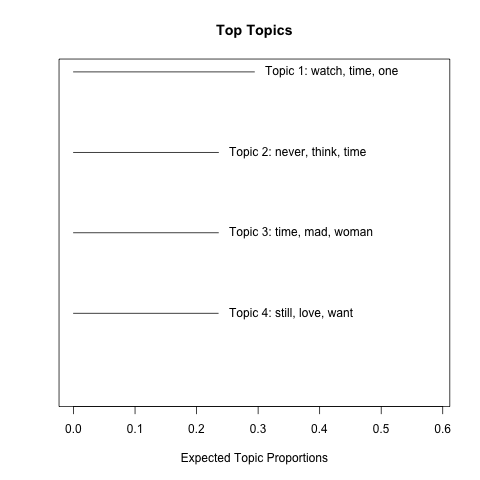 Top Topics
Topic 1: watch, time, one
Topic 2: never, think, time
Topic 3: time, mad, woman
Topic 4: still, love, want
0.0 0.1 0.2 0.3 0.4 0.5 0.6
Expected Topic Proportions